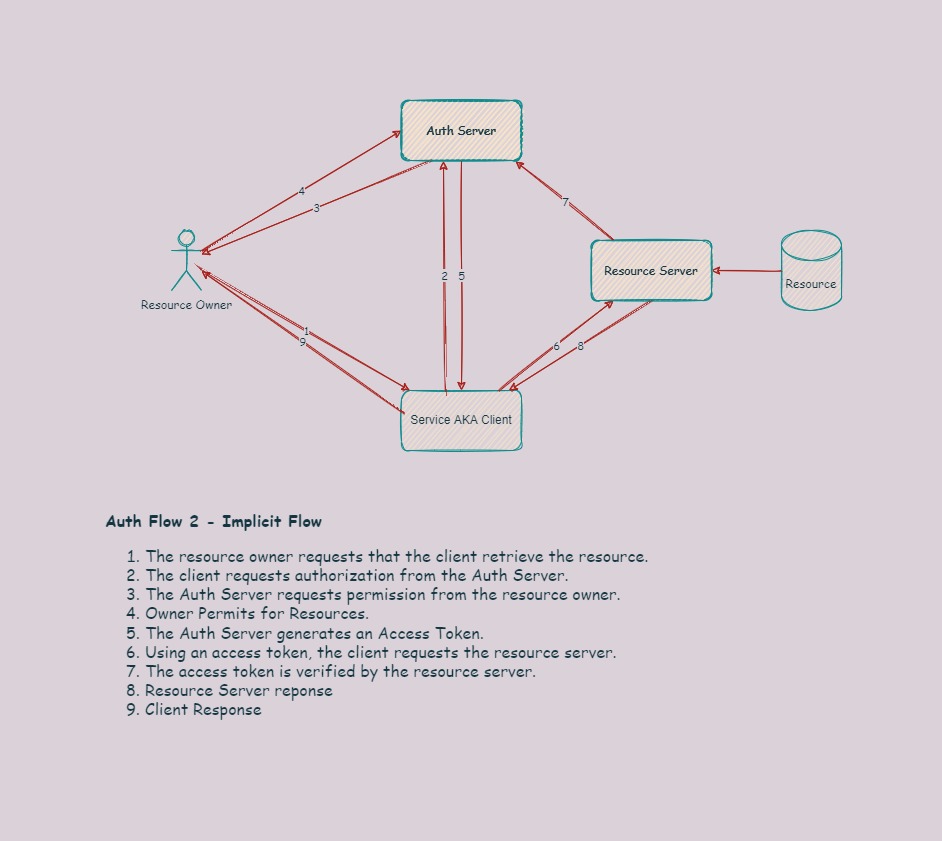 Auth Server
4
3
7
Resource Owner
2
5
Resource Server
Resource
1
9
6
8
Service AKA Client
Auth Flow 2 - Implicit Flow
1. The resource owner requests that the client retrieve the resource.
2. The client requests authorization from the Auth Server.
3. The Auth Server requests permission from the resource owner.
4. Owner Permits for Resources.
5. The Auth Server generates an Access Token.
6. Using an access token, the client requests the resource server.
7. The access token is verified by the resource server.
8. Resource Server reponse
9. Client Response